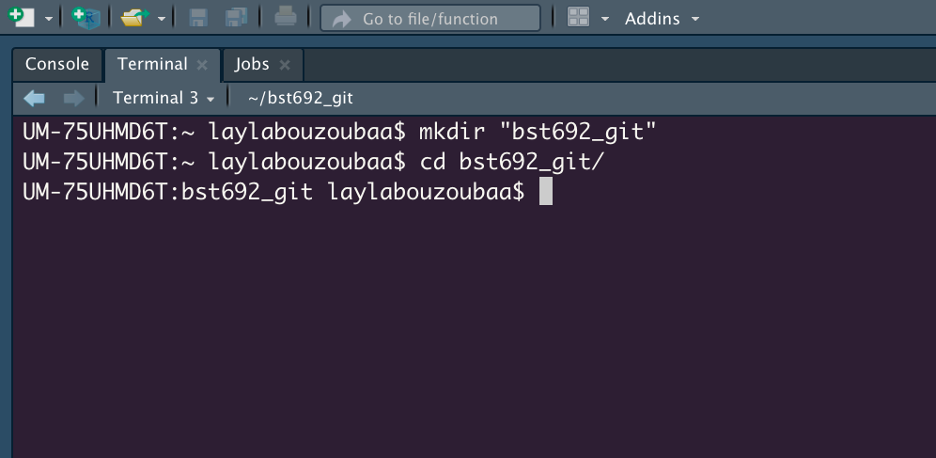 Go to file/function
Addins
Console Terminal Jobs
Terminal 3 ~/bst692_git
UM-75UHMD6T:~ laylabouzoubaa$ mkdir "bst692_git"
UM-75UHMD6T:~ laylabouzoubaa$ cd bst692_git/
UM-75UHMD6T:bst692_git laylabouzoubaa$